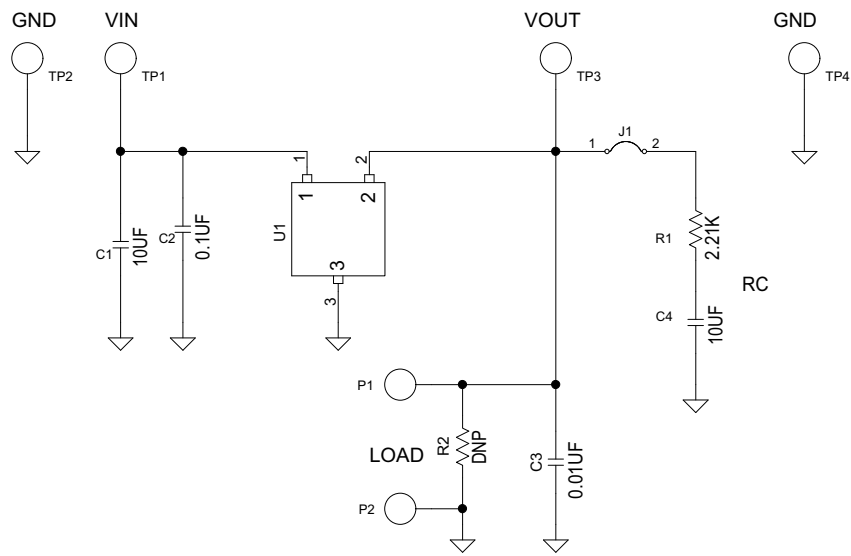 GND
VIN
VOUT
GND
TP2
TP1
TP3
TP4
1
2
1
J1
2
1
2
U1
3
3
C1
10UF
C2
0.1UF
R1
2.21K
RC
C4
10UF
P1
LOAD
R2
DNP
C3
0.01UF
P2